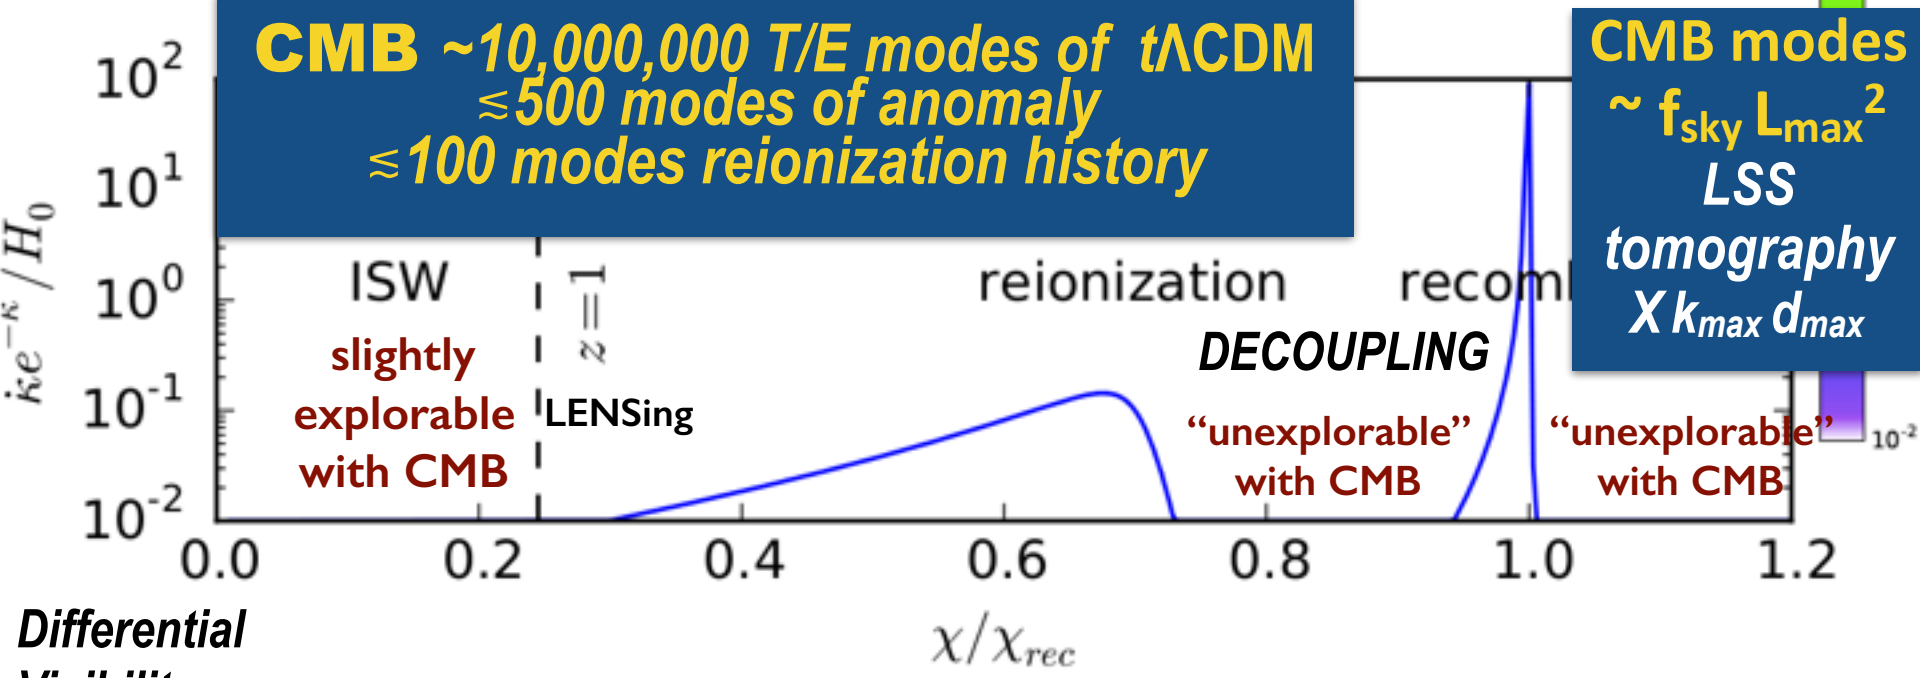 CMB ~10,000,000 T/E modes of tΛCDM
≲500 modes of anomaly
≲100 modes reionization history
CMB modes
~ fsky Lmax²
LSS
tomography
X kmax dmax
10²
10¹
10⁰
10⁻¹
10⁻²
κ̇e⁻ᵏ/H₀
ISW
slightly
explorable
with CMB
z=1
LENSing
reionization
DECOUPLING
“unexplorable”
with CMB
“unexplorable”
with CMB
10⁻²
0.0 0.2 0.4 0.6 0.8 1.0 1.2
χ/χrec
Differential